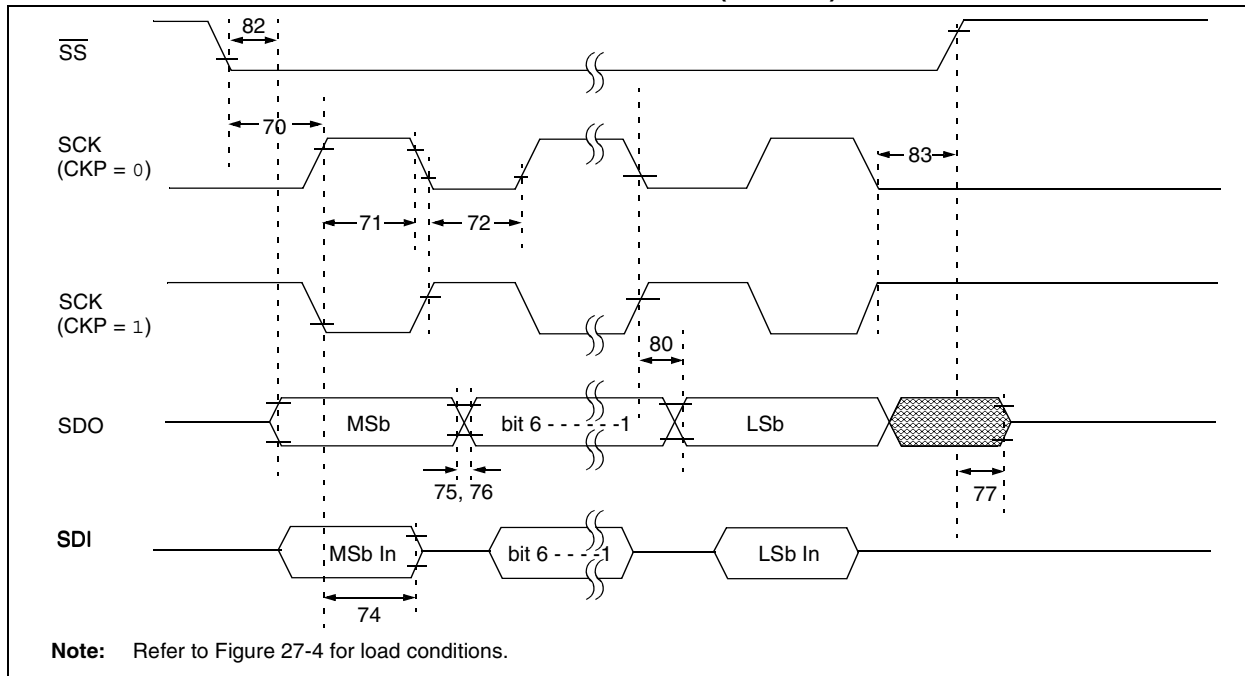 82
SS
70
SCK
(CKP = 0)
83
71
72
SCK
(CKP = 1)
80
SDO
MSb
bit 6 - - - - - -1
LSb
75, 76
77
SDI
MSb In
bit 6 - - - -1
LSb In
74
Note: Refer to Figure 27-4 for load conditions.